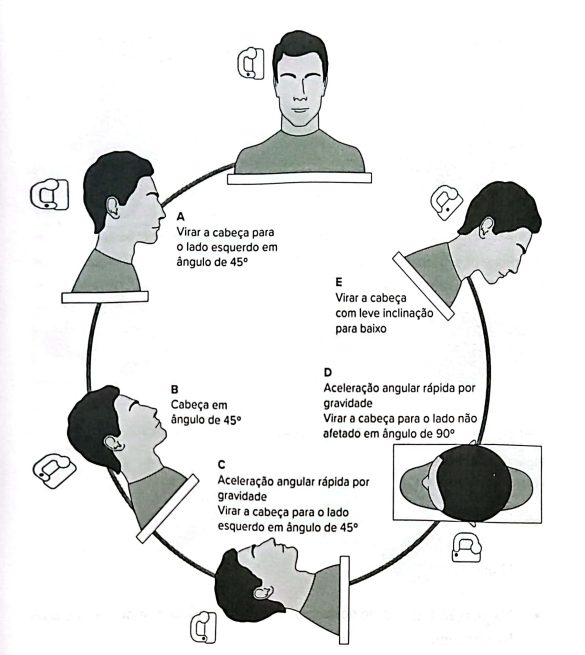 A
Virar a cabeça para
o lado esquerdo em
ângulo de 45º
B
Cabeça em
ângulo de 45º
C
Aceleração angular rápida por
gravidade
Virar a cabeça para o lado
esquerdo em ângulo de 45º
D
Aceleração angular rápida por
gravidade
Virar a cabeça para o lado não
afetado em ângulo de 90º
E
Virar a cabeça
com leve inclinação
para baixo